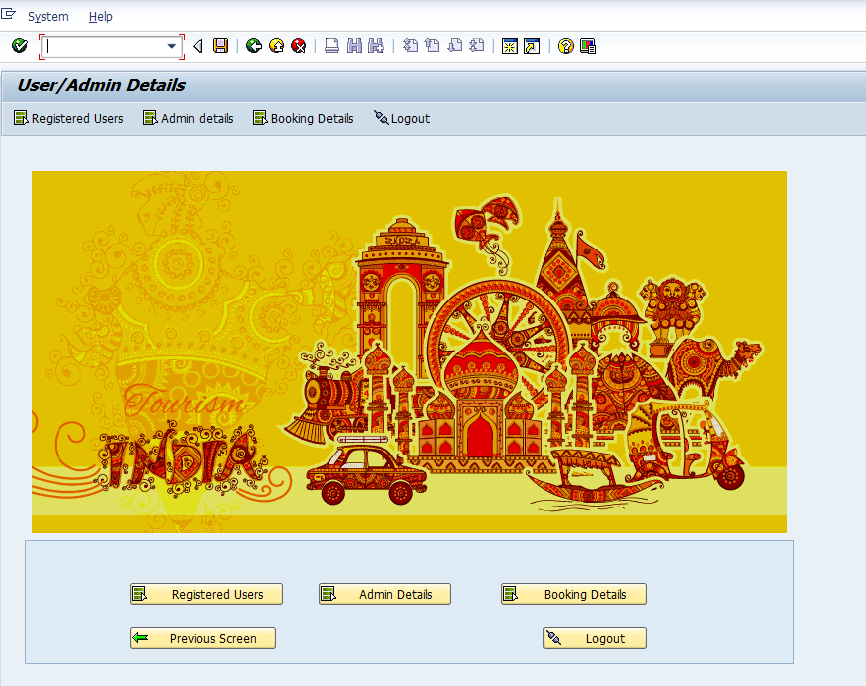 System Help
User/Admin Details
Registered Users Admin details Booking Details Logout
Tourism
INDIA
Registered Users Admin Details Booking Details
Previous Screen Logout